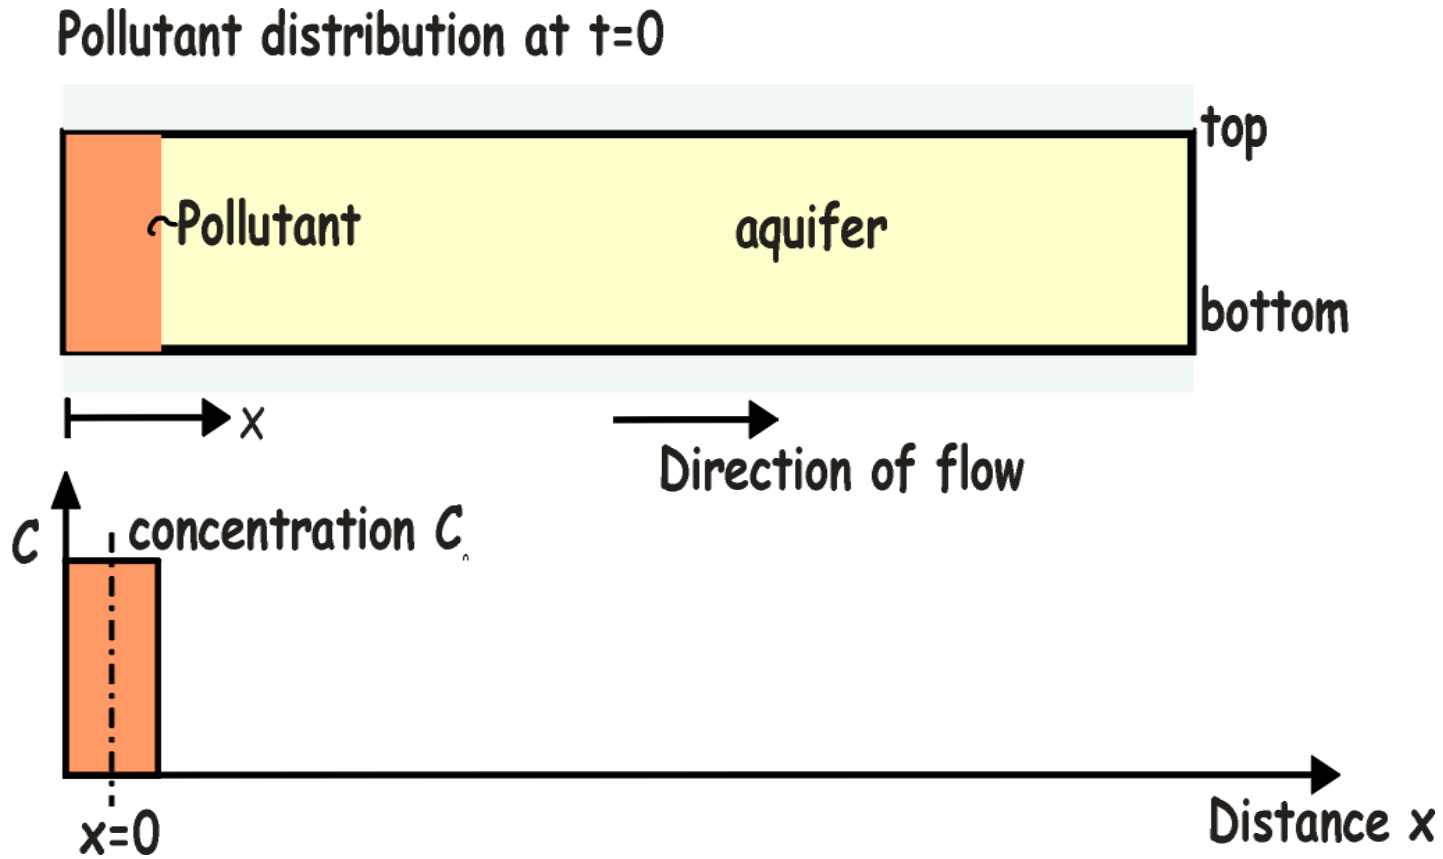 Pollutant distribution at t=0
top
Pollutant
aquifer
bottom
x
Direction of flow
C
concentration C
x=0
Distance x